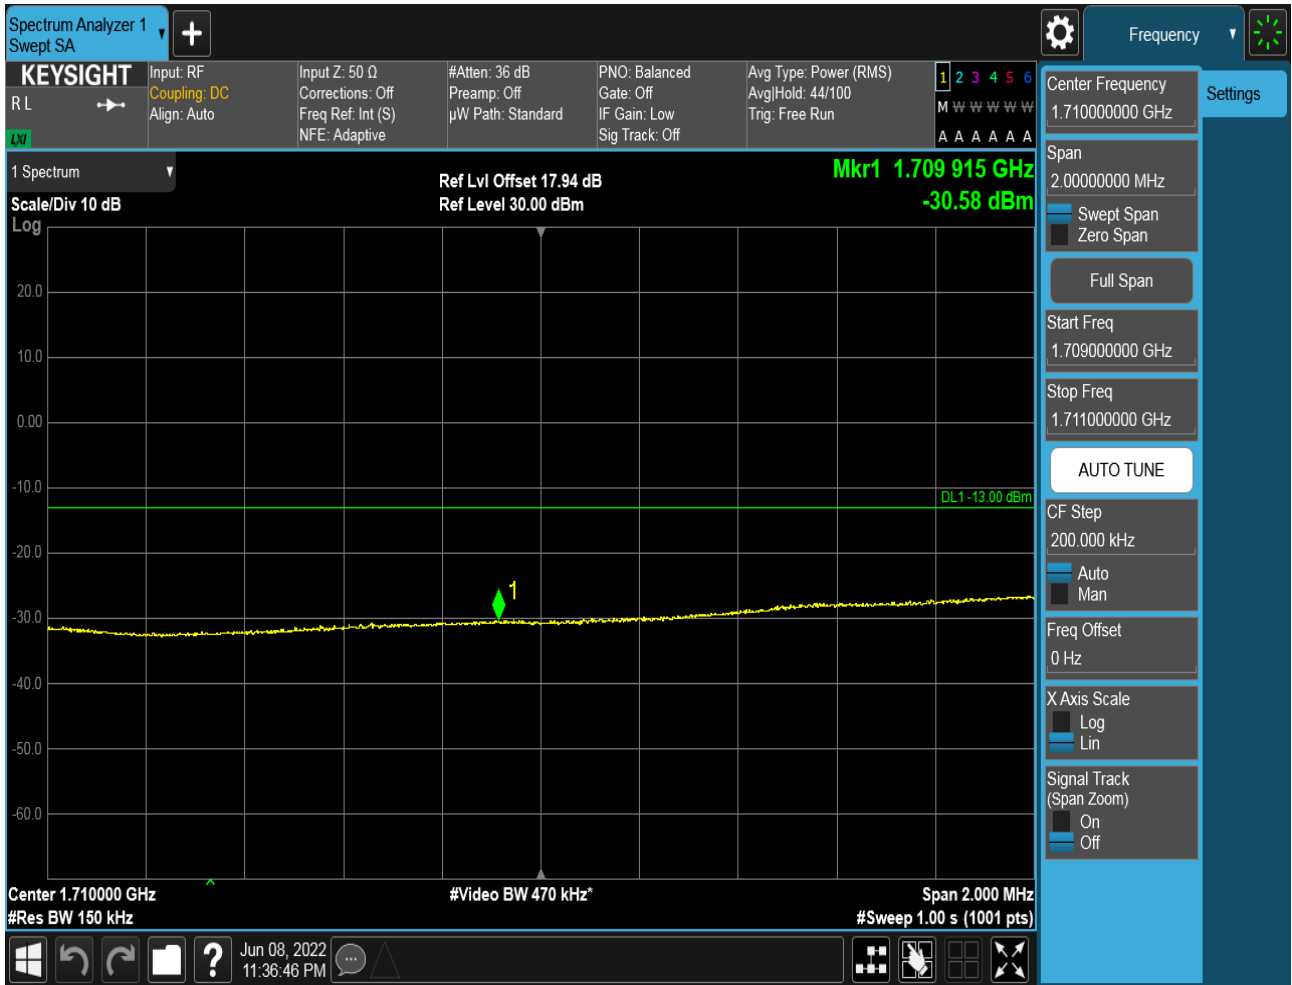 Spectrum Analyzer 1
Swept SA
Frequency
KEYSIGHT
R L
LXI
Input: RF
Coupling: DC
Align: Auto
Input Z: 50 Ω
Corrections: Off
Freq Ref: Int (S)
NFE: Adaptive
#Atten: 36 dB
Preamp: Off
µW Path: Standard
PNO: Balanced
Gate: Off
IF Gain: Low
Sig Track: Off
Avg Type: Power (RMS)
Avg|Hold: 44/100
Trig: Free Run
1 2 3 4 5 6
M W W W W W
A A A A A A
1 Spectrum
Scale/Div 10 dB
Log
Ref Lvl Offset 17.94 dB
Ref Level 30.00 dBm
Mkr1 1.709 915 GHz
-30.58 dBm
20.0
10.0
0.00
-10.0
DL1 -13.00 dBm
-20.0
1
-30.0
-40.0
-50.0
-60.0
Center 1.710000 GHz
#Res BW 150 kHz
#Video BW 470 kHz*
Span 2.000 MHz
#Sweep 1.00 s (1001 pts)
Center Frequency
1.710000000 GHz
Settings
Span
2.00000000 MHz
Swept Span
Zero Span
Full Span
Start Freq
1.709000000 GHz
Stop Freq
1.711000000 GHz
AUTO TUNE
CF Step
200.000 kHz
Auto
Man
Freq Offset
0 Hz
X Axis Scale
Log
Lin
Signal Track
(Span Zoom)
On
Off
?
Jun 08, 2022
11:36:46 PM